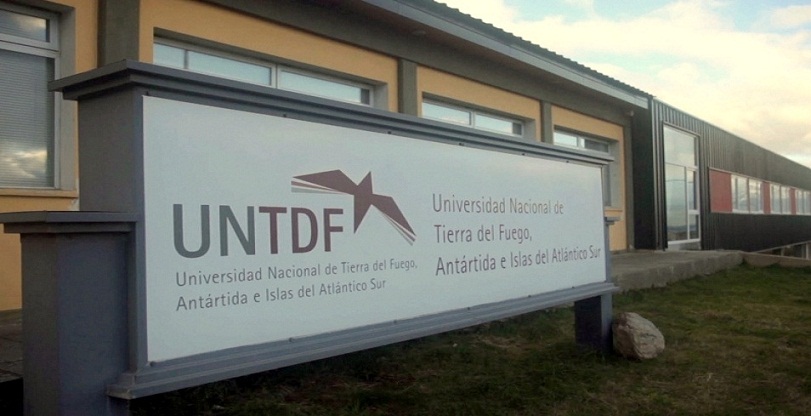 UNTDF
Universidad Nacional de Tierra del Fuego,
Antártida e Islas del Atlántico Sur
Universidad Nacional de
Tierra del Fuego,
Antártida e Islas del Atlántico Sur